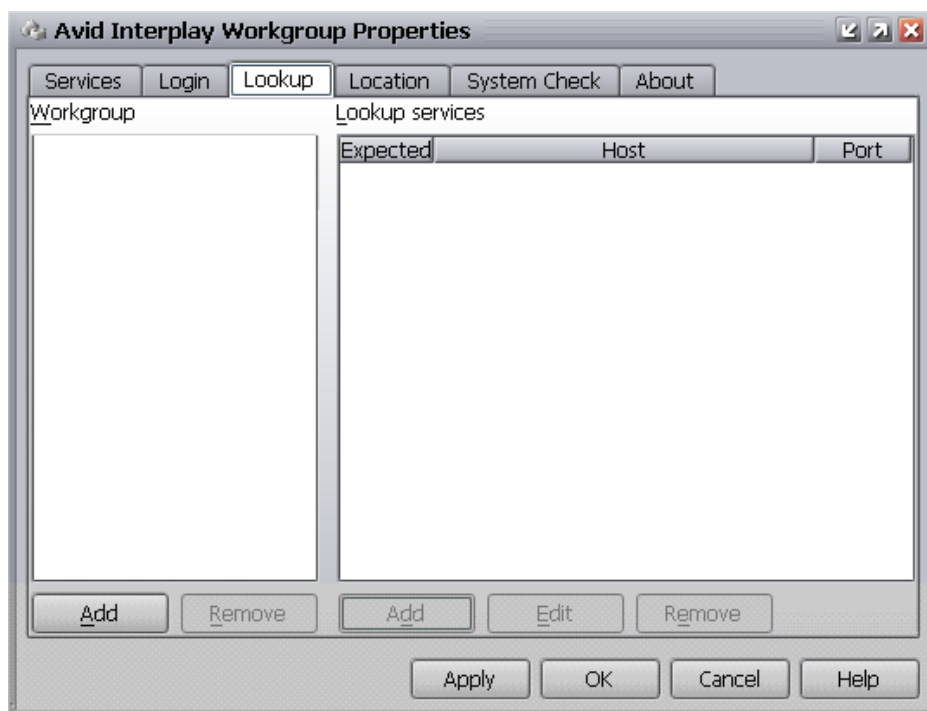 Avid Interplay Workgroup Properties
Services Login Lookup Location System Check About
Workgroup Lookup services
Expected Host Port
Add Remove Add Edit Remove
Apply OK Cancel Help